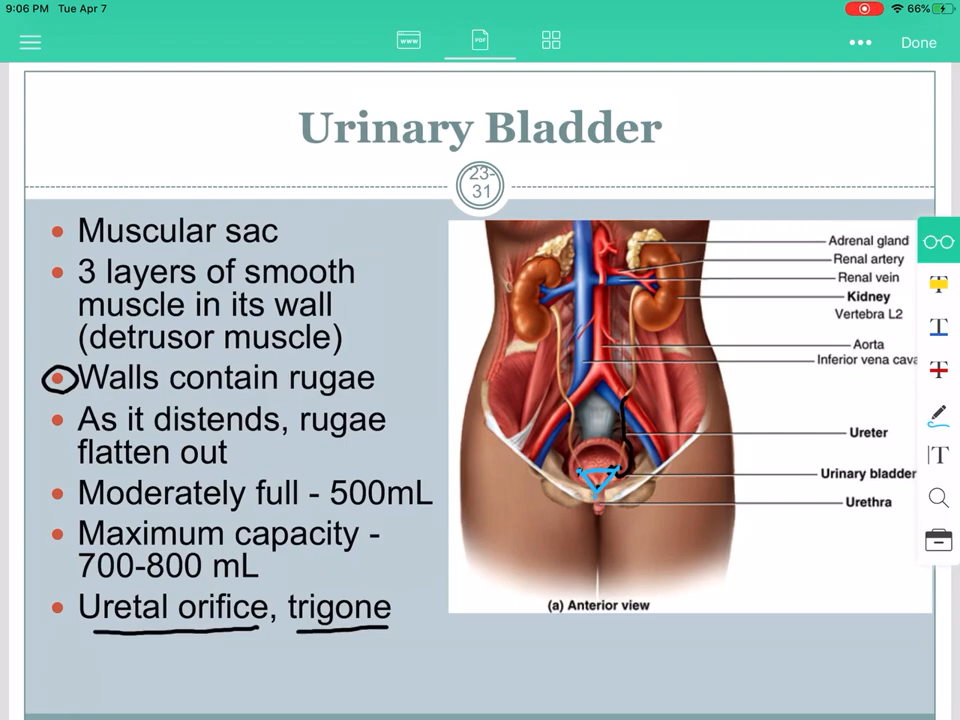 9:06 PM Tue Apr 7
66%
WWW
PDF
Done
Urinary Bladder
23-
31
Muscular sac
3 layers of smooth
muscle in its wall
(detrusor muscle)
Walls contain rugae
As it distends, rugae
flatten out
Moderately full - 500mL
Maximum capacity -
700-800 mL
Uretal orifice, trigone
Adrenal gland
Renal artery
Renal vein
Kidney
Vertebra L2
Aorta
Inferior vena cava
Ureter
Urinary bladder
Urethra
(a) Anterior view
T
T
T
T